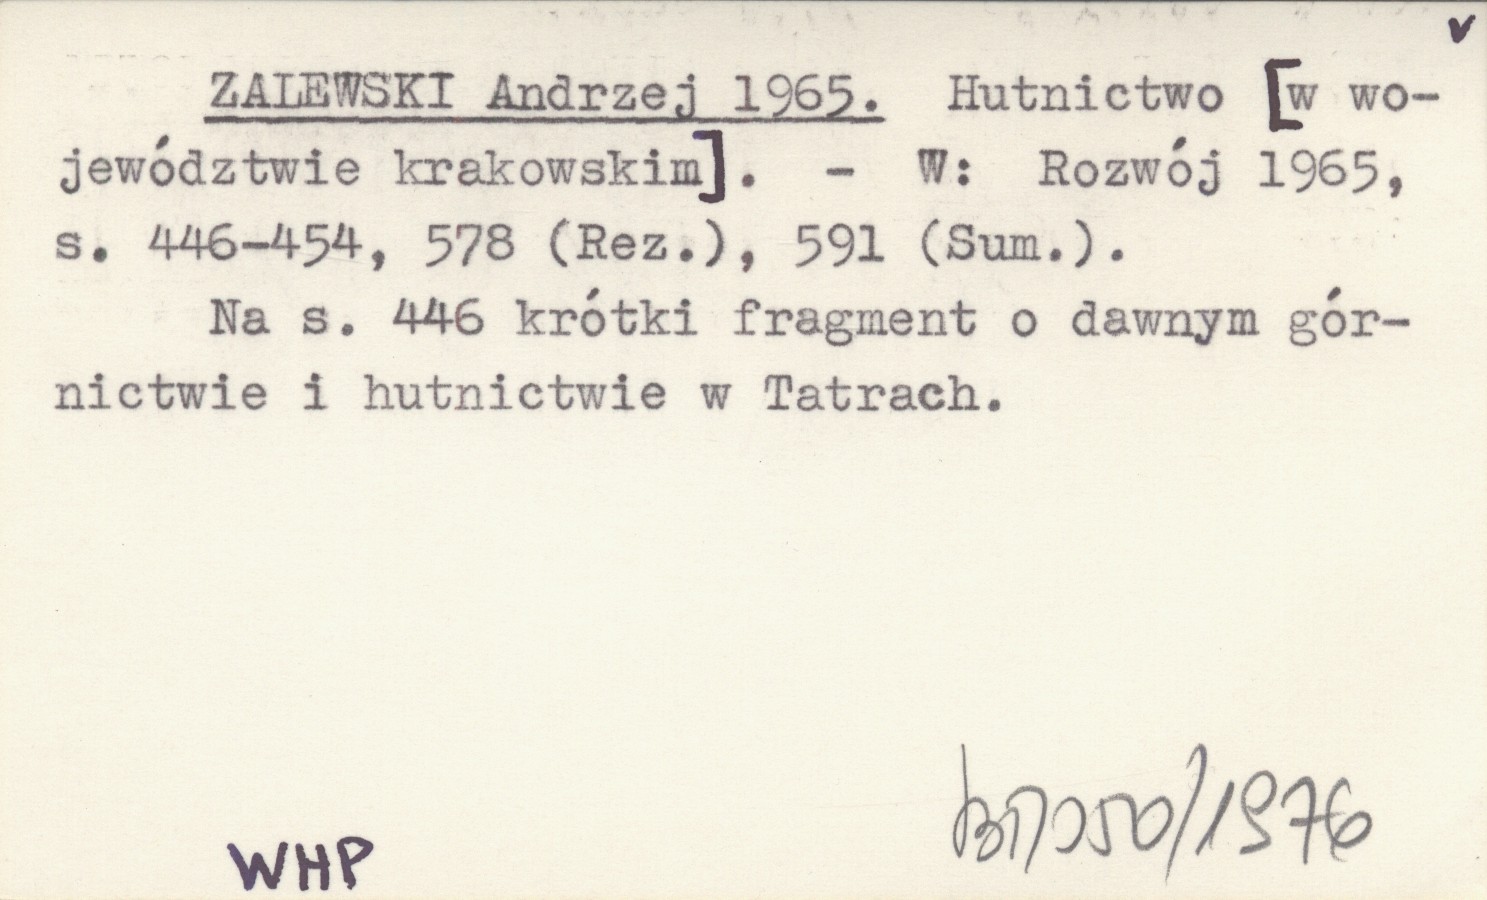 v
ZALEWSKI Andrzej 1965. Hutnictwo [w wo-
jewództwie krakowskim]. - W: Rozwój 1965,
s. 446-454, 578 (Rez.), 591 (Sum.).
Na s. 446 krótki fragment o dawnym gór-
nictwie i hutnictwie w Tatrach.
/1976
WHP